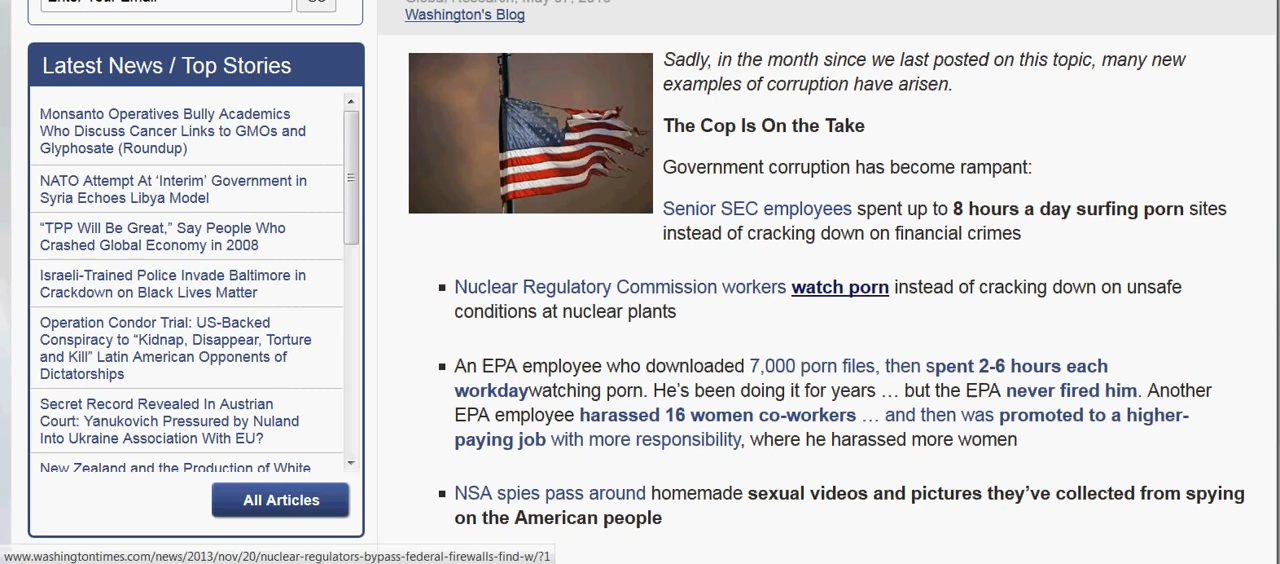 Global Research, May 07, 2015
Washington's Blog
Latest News / Top Stories
Monsanto Operatives Bully Academics
Who Discuss Cancer Links to GMOs and
Glyphosate (Roundup)
NATO Attempt At ‘Interim’ Government in
Syria Echoes Libya Model
“TPP Will Be Great,” Say People Who
Crashed Global Economy in 2008
Israeli-Trained Police Invade Baltimore in
Crackdown on Black Lives Matter
Operation Condor Trial: US-Backed
Conspiracy to “Kidnap, Disappear, Torture
and Kill” Latin American Opponents of
Dictatorships
Secret Record Revealed In Austrian
Court: Yanukovich Pressured by Nuland
Into Ukraine Association With EU?
New Zealand and the Production of White
All Articles
Sadly, in the month since we last posted on this topic, many new
examples of corruption have arisen.
The Cop Is On the Take
Government corruption has become rampant:
Senior SEC employees spent up to 8 hours a day surfing porn sites
instead of cracking down on financial crimes
Nuclear Regulatory Commission workers watch porn instead of cracking down on unsafe
conditions at nuclear plants
An EPA employee who downloaded 7,000 porn files, then spent 2-6 hours each
workdaywatching porn. He’s been doing it for years … but the EPA never fired him. Another
EPA employee harassed 16 women co-workers … and then was promoted to a higher-
paying job with more responsibility, where he harassed more women
NSA spies pass around homemade sexual videos and pictures they’ve collected from spying
on the American people
www.washingtontimes.com/news/2013/nov/20/nuclear-regulators-bypass-federal-firewalls-find-w/?1